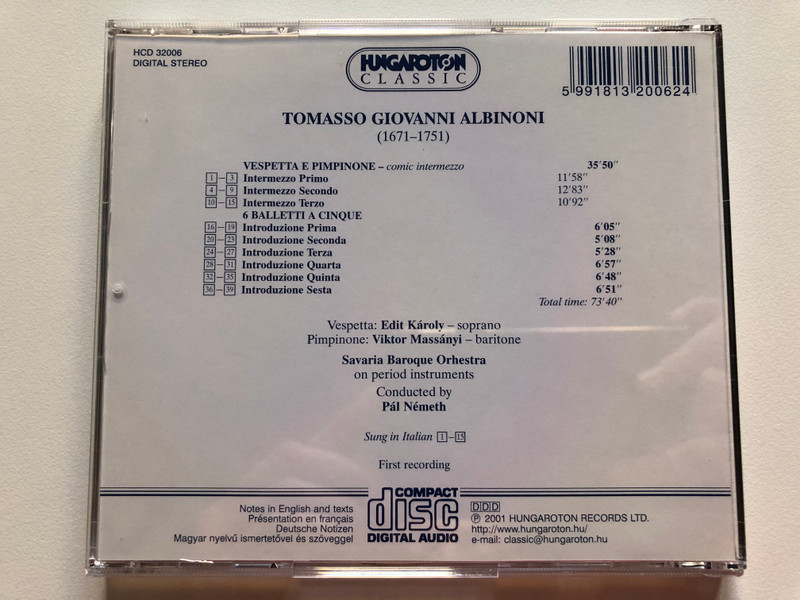 HCD 32006
DIGITAL STEREO
HUNGAROTON
CLASSIC
5 991813 200624
TOMASSO GIOVANNI ALBINONI
(1671–1751)
VESPETTA E PIMPINONE – comic intermezzo 35'50"
1 – 3 Intermezzo Primo 11'58"
4 – 9 Intermezzo Secondo 12'83"
10 – 15 Intermezzo Terzo 10'92"
6 BALLETTI A CINQUE
16 – 19 Introduzione Prima 6'05"
20 – 23 Introduzione Seconda 5'08"
24 – 27 Introduzione Terza 5'28"
28 – 31 Introduzione Quarta 6'57"
32 – 35 Introduzione Quinta 6'48"
36 – 39 Introduzione Sesta 6'51"
Total time: 73'40"
Vespetta: Edit Károly – soprano
Pimpinone: Viktor Massányi – baritone
Savaria Baroque Orhestra
on period instruments
Conducted by
Pál Németh
Sung in Italian 1 – 15
First recording
Notes in English and texts
Présentation en français
Deutsche Notizen
Magyar nyelvű ismertetővel és szöveggel
COMPACT
disc
DIGITAL AUDIO
DDD
℗ 2001 HUNGAROTON RECORDS LTD.
http://www.hungaroton.hu/
e-mail: classic@hungaroton.hu